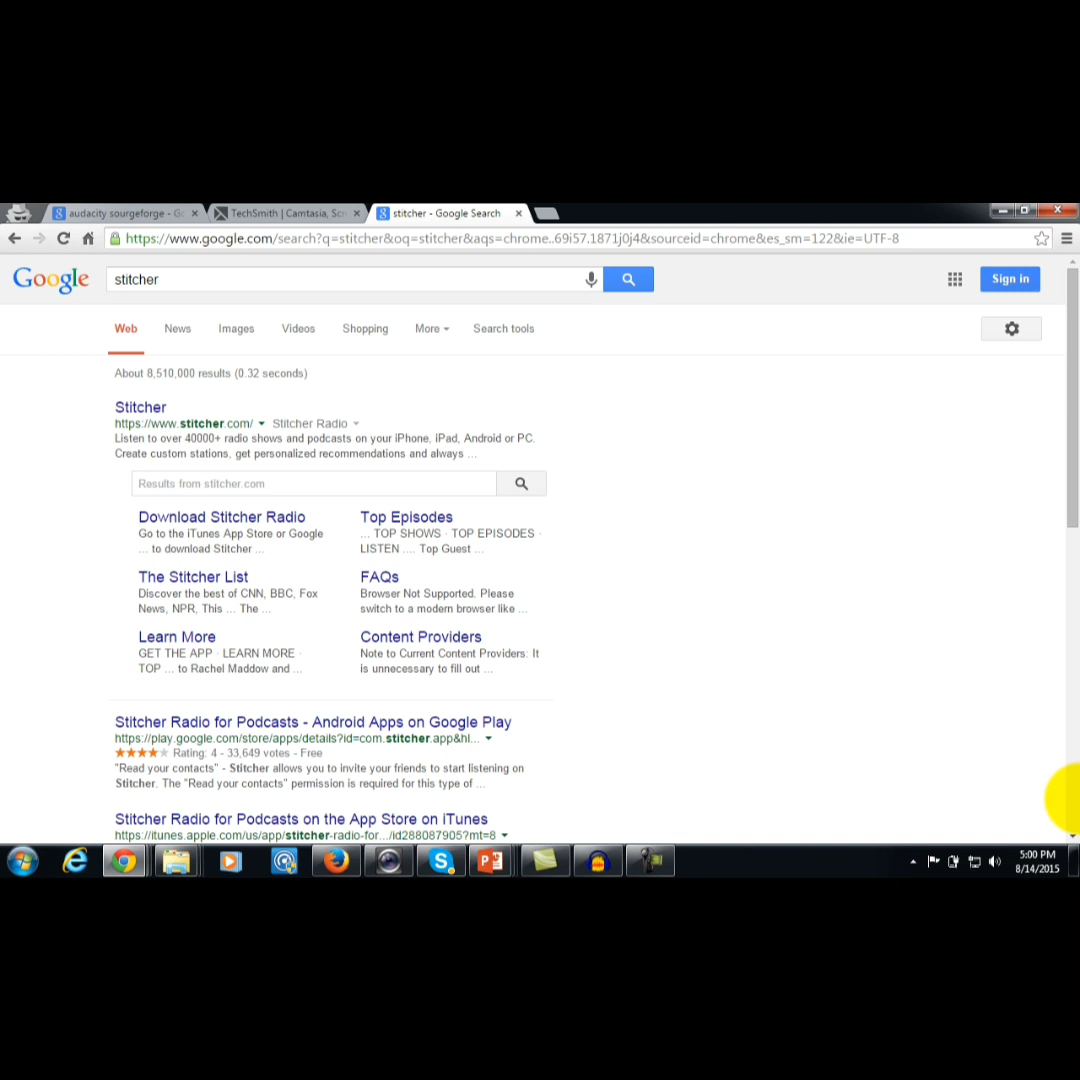 audacity sourgeforge - Go
TechSmith | Camtasia, Scr
stitcher - Google Search
https://www.google.com/search?q=stitcher&oq=stitcher&aqs=chrome..69i57.1871j0j4&sourceid=chrome&es_sm=122&ie=UTF-8
Google
stitcher
Sign in
Web News Images Videos Shopping More Search tools
About 8,510,000 results (0.32 seconds)
Stitcher
https://www.stitcher.com/ Stitcher Radio
Listen to over 40000+ radio shows and podcasts on your iPhone, iPad, Android or PC.
Create custom stations, get personalized recommendations and always ...
Results from stitcher.com
Download Stitcher Radio
Go to the iTunes App Store or Google
... to download Stitcher ...
Top Episodes
... TOP SHOWS · TOP EPISODES ·
LISTEN .... Top Guest ...
The Stitcher List
Discover the best of CNN, BBC, Fox
News, NPR, This ... The ...
FAQs
Browser Not Supported. Please
switch to a modern browser like ...
Learn More
GET THE APP · LEARN MORE ·
TOP ... to Rachel Maddow and ...
Content Providers
Note to Current Content Providers: It
is unnecessary to fill out ...
Stitcher Radio for Podcasts - Android Apps on Google Play
https://play.google.com/store/apps/details?id=com.stitcher.app&hl...
Rating: 4 - 33,649 votes - Free
"Read your contacts" - Stitcher allows you to invite your friends to start listening on
Stitcher. The "Read your contacts" permission is required for this type of ...
Stitcher Radio for Podcasts on the App Store on iTunes
https://itunes.apple.com/us/app/stitcher-radio-for.../id288087905?mt=8
5:00 PM
8/14/2015